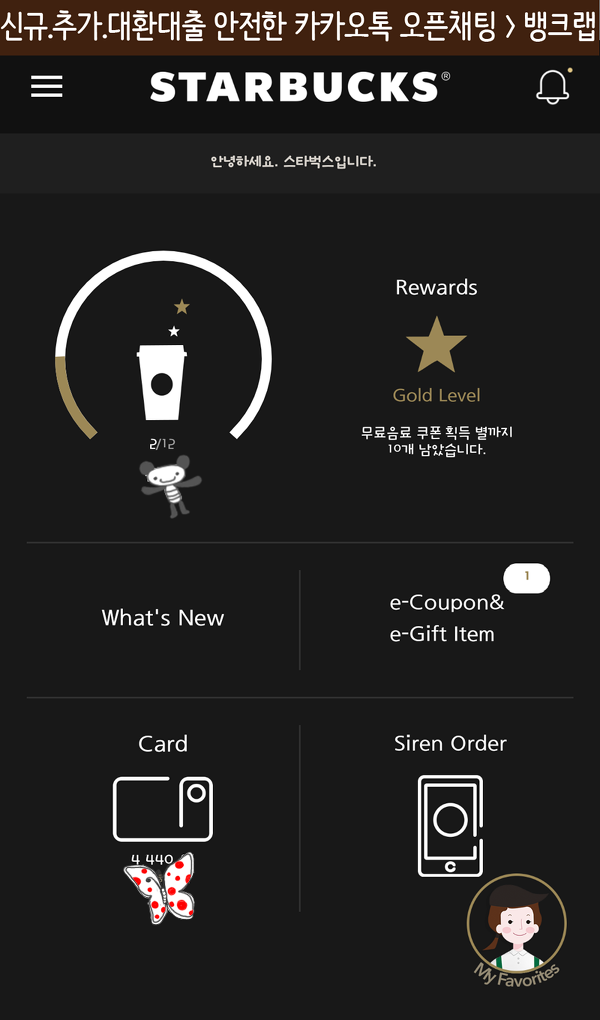 신규.추가.대환대출 안전한 카카오톡 오픈채팅 > 뱅크랩
STARBUCKS®
안녕하세요. 스타벅스입니다.
2/12
Rewards
Gold Level
무료음료 쿠폰 획득 별까지
10개 남았습니다.
What's New
1
e-Coupon&
e-Gift Item
Card
4 440
Siren Order
My Favorites